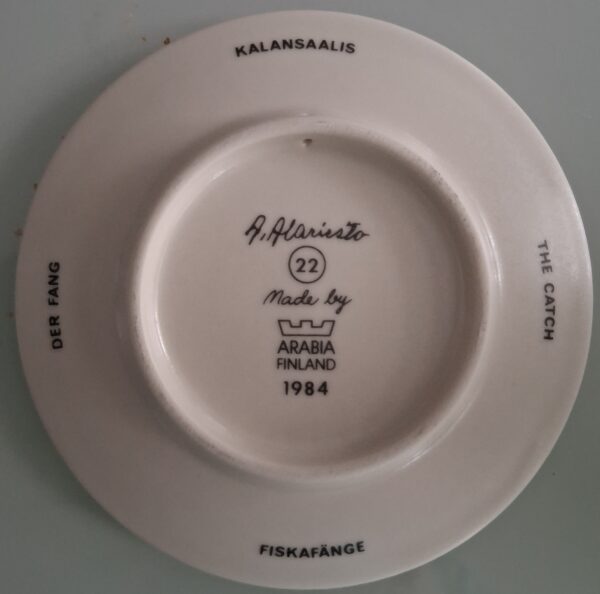 KALANSAALIS
A. Alariesto
22
Made by
ARABIA
FINLAND
1984
DER FANG
THE CATCH
FISKAFÄNGE